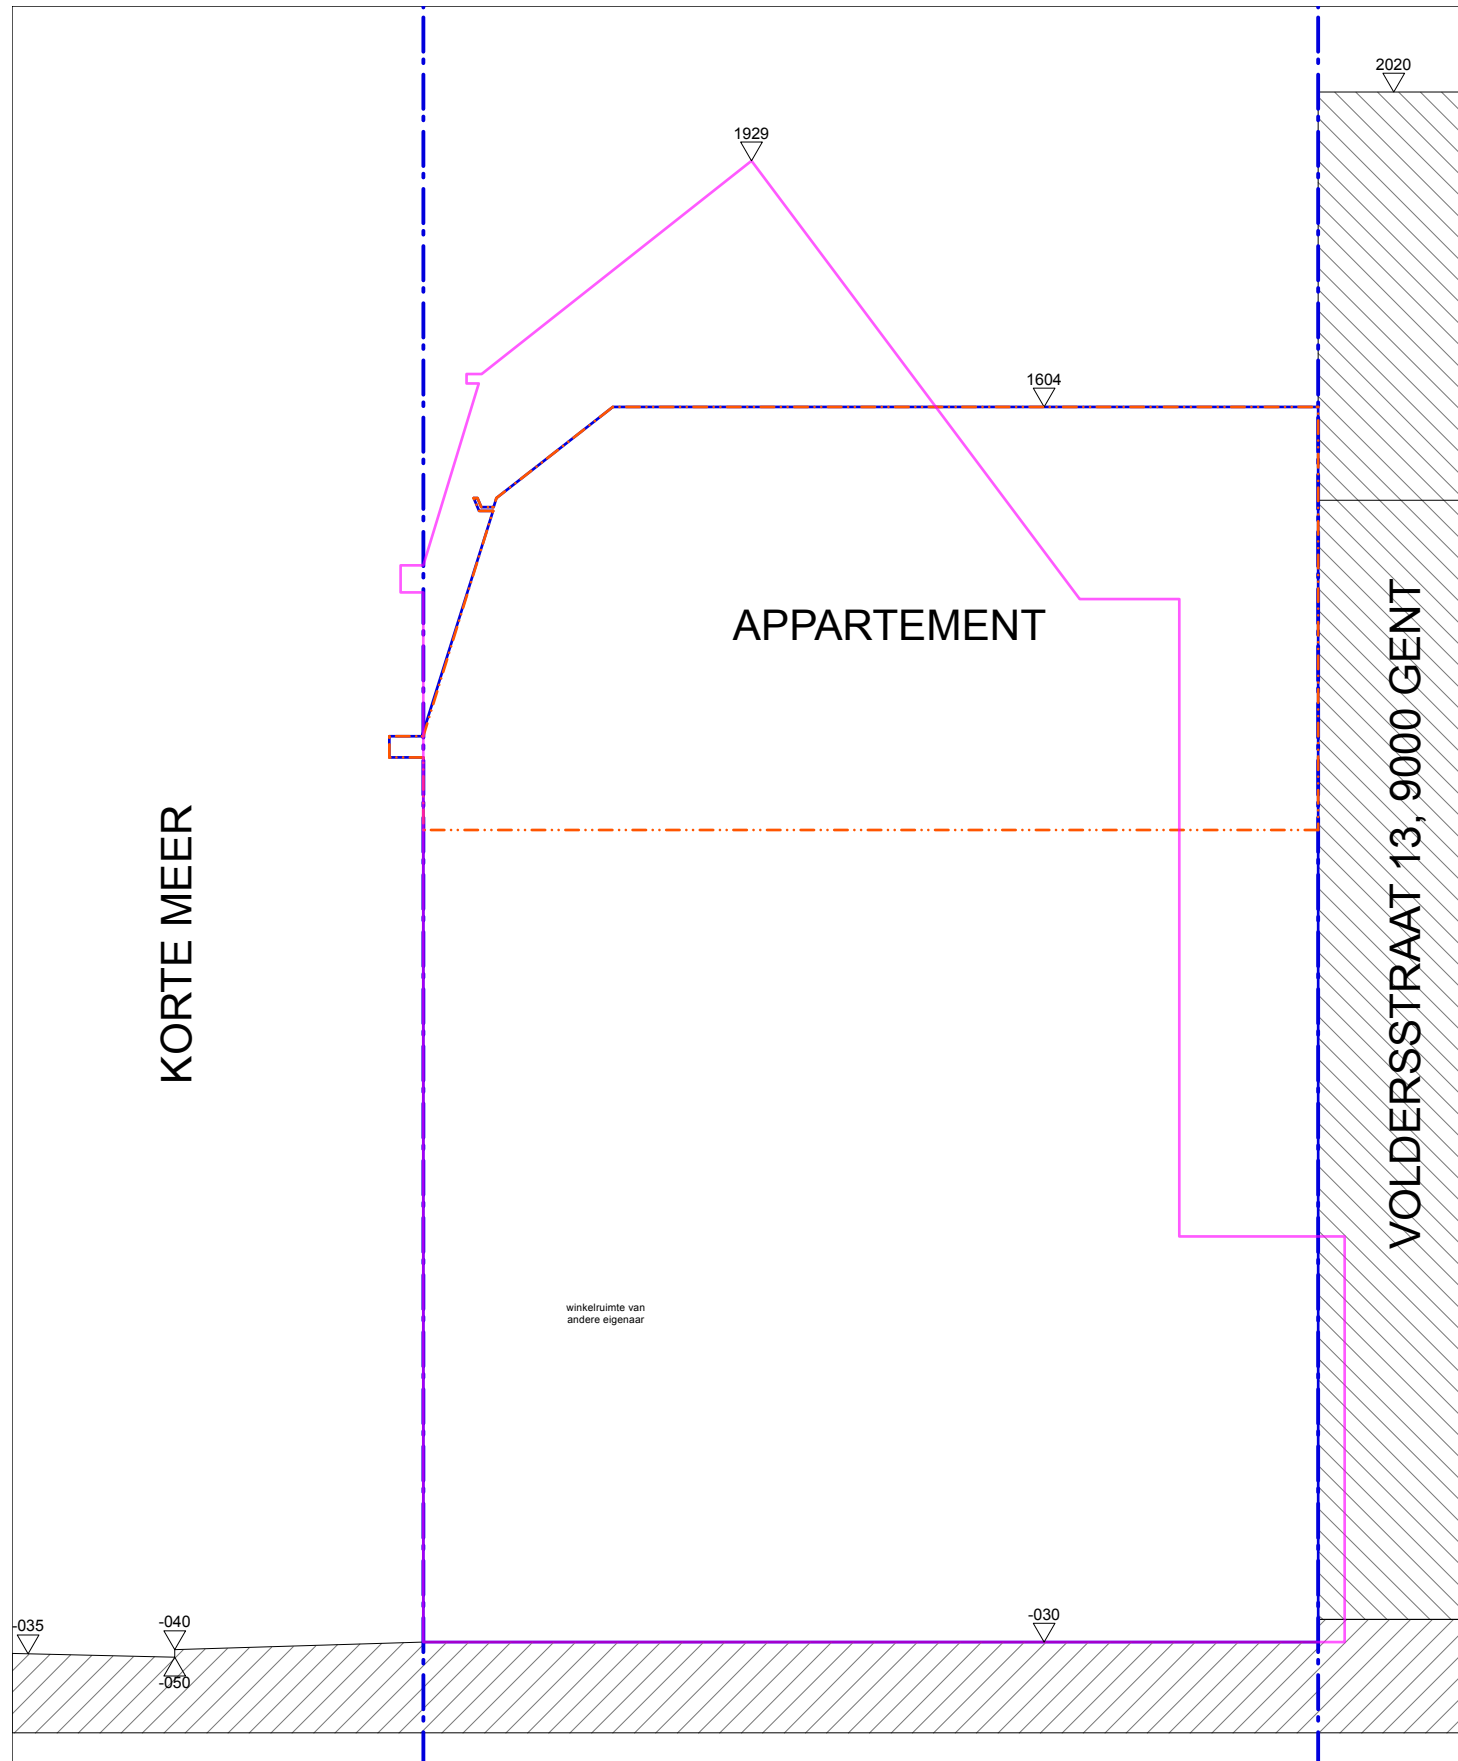 2020
1929
1604
APPARTEMENT
KORTE MEER
VOLDERSSTRAAT 13, 9000 GENT
winkelruimte van
andere eigenaar
-035
-040
-050
-030